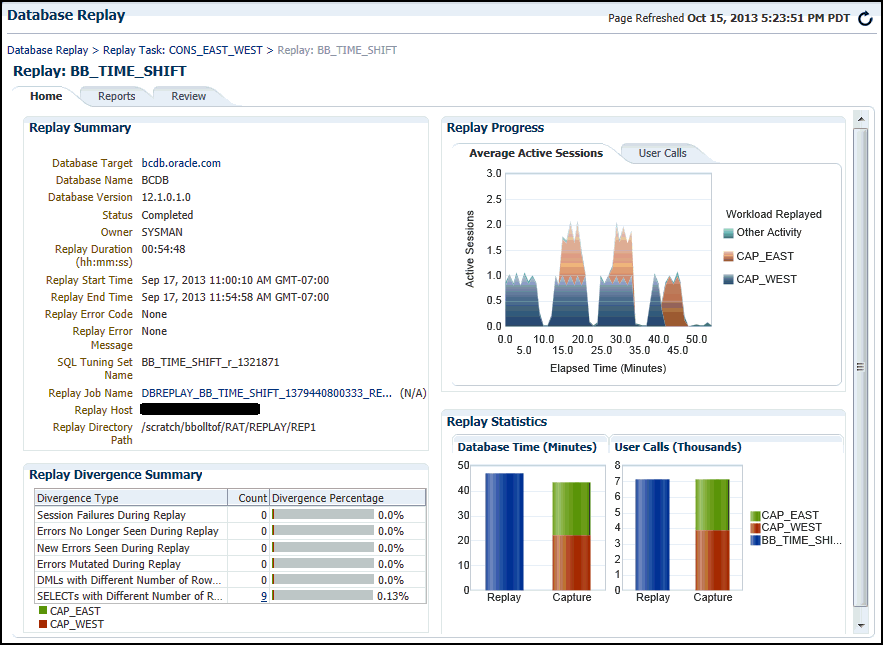 Database Replay
Page Refreshed Oct 15, 2013 5:23:51 PM PDT
Database Replay > Replay Task: CONS_EAST_WEST > Replay: BB_TIME_SHIFT
Replay: BB_TIME_SHIFT
Home Reports Review
Replay Summary
Database Target bcdb.oracle.com
Database Name BCDB
Database Version 12.1.0.1.0
Status Completed
Owner SYSMAN
Replay Duration 00:54:48
(hh:mm:ss)
Replay Start Time Sep 17, 2013 11:00:10 AM GMT-07:00
Replay End Time Sep 17, 2013 11:54:58 AM GMT-07:00
Replay Error Code None
Replay Error None
Message
SQL Tuning Set BB_TIME_SHIFT_r_1321871
Name
Replay Job Name DBREPLAY_BB_TIME_SHIFT_1379440800333_RE... (N/A)
Replay Host
Replay Directory /scratch/bbolltof/RAT/REPLAY/REP1
Path
Replay Divergence Summary
Divergence Type Count Divergence Percentage
Session Failures During Replay 0 0.0%
Errors No Longer Seen During Replay 0 0.0%
New Errors Seen During Replay 0 0.0%
Errors Mutated During Replay 0 0.0%
DMLs with Different Number of Row... 0 0.0%
SELECTs with Different Number of R... 9 0.13%
CAP_EAST
CAP_WEST
Replay Progress
Average Active Sessions User Calls
Active Sessions
3.0
2.5
2.0
1.5
1.0
0.5
0.0
0.0 10.0 20.0 30.0 40.0 50.0
5.0 15.0 25.0 35.0 45.0
Elapsed Time (Minutes)
Workload Replayed
Other Activity
CAP_EAST
CAP_WEST
Replay Statistics
Database Time (Minutes)
50
40
30
20
10
0
Replay Capture
User Calls (Thousands)
8
7
6
5
4
3
2
1
0
Replay Capture
CAP_EAST
CAP_WEST
BB_TIME_SHI...